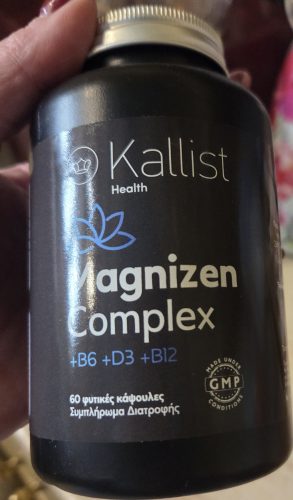 Kallist
Health
Magnizen
Complex
+B6 +D3 +B12
60 φυτικές κάψουλες
Συμπλήρωμα Διατροφής
MADE UNDER
GMP
CONDITIONS